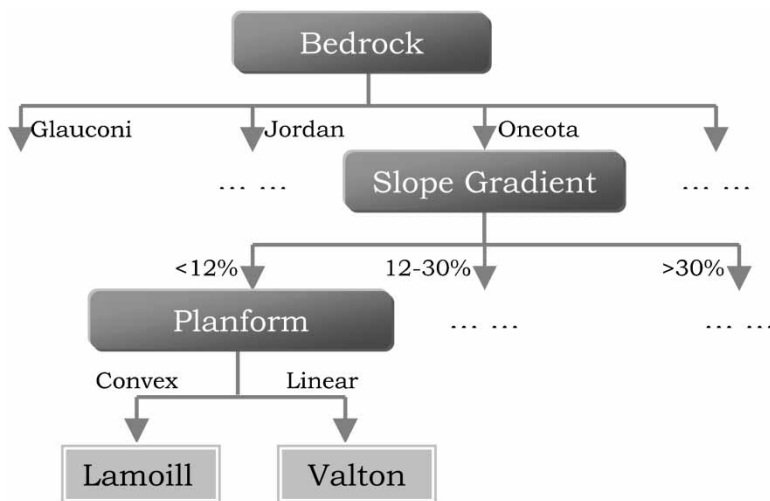 Bedrock
Glauconi Jordan Oneota
... ... Slope Gradient ... ...
<12% 12-30% >30%
Planform ... ... ... ...
Convex Linear
Lamoill Valton